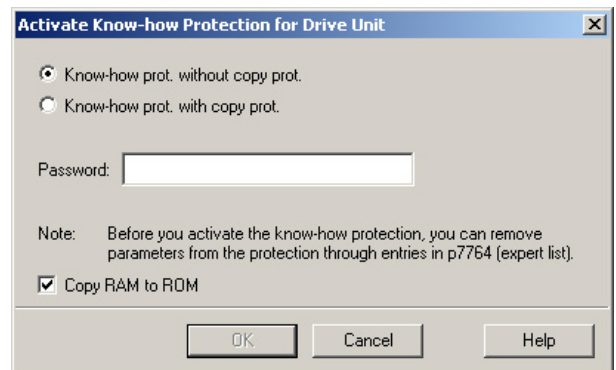 Activate Know-how Protection for Drive Unit
Know-how prot. without copy prot.
Know-how prot. with copy prot.
Password:
Note: Before you activate the know-how protection, you can remove
parameters from the protection through entries in p7764 (expert list).
Copy RAM to ROM
OK Cancel Help